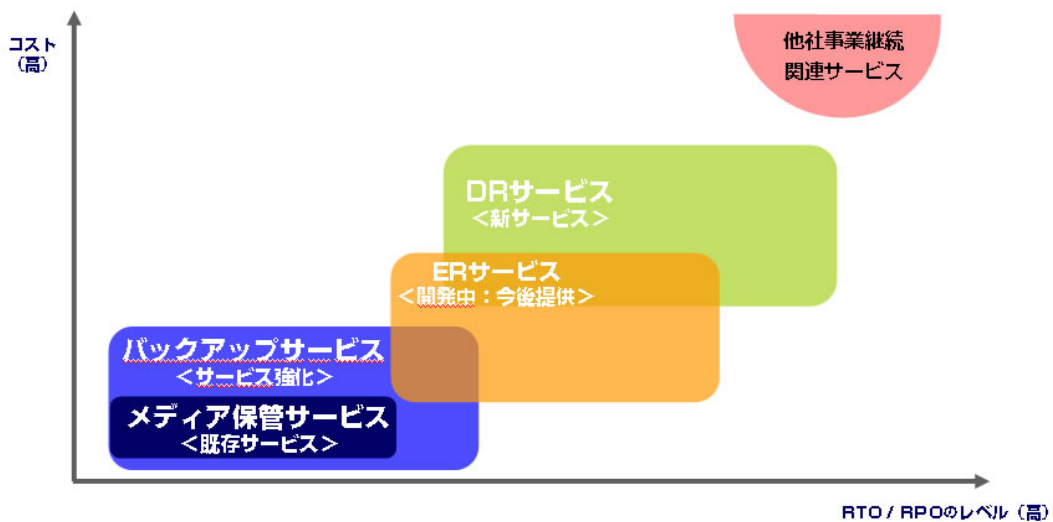 コスト
（高）
他社事業継続
関連サービス
DRサービス
＜新サービス＞
ERサービス
＜開発中：今後提供＞
バックアップサービス
＜サービス強化＞
メディア保管サービス
＜既存サービス＞
RTO / RPOのレベル（高）